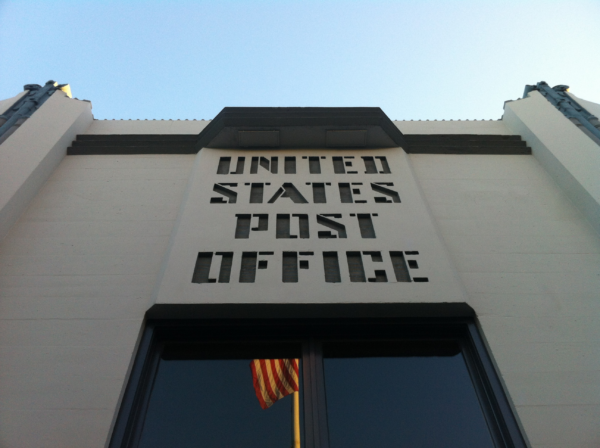 UNITED
STATES
POST
OFFICE